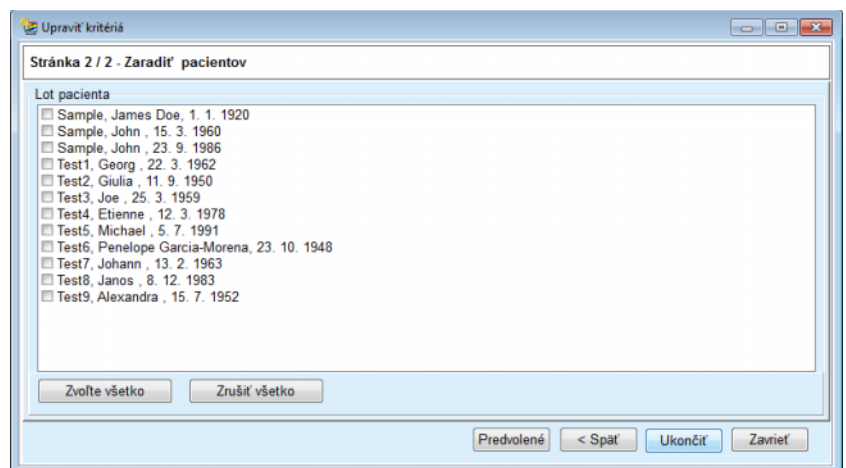 Upraviť kritériá
Stránka 2 / 2 - Zaradiť pacientov
Lot pacienta
Sample, James Doe, 1. 1. 1920
Sample, John , 15. 3. 1960
Sample, John , 23. 9. 1986
Test1, Georg , 22. 3. 1962
Test2, Giulia , 11. 9. 1950
Test3, Joe , 25. 3. 1959
Test4, Etienne , 12. 3. 1978
Test5, Michael , 5. 7. 1991
Test6, Penelope Garcia-Morena, 23. 10. 1948
Test7, Johann , 13. 2. 1963
Test8, Janos , 8. 12. 1983
Test9, Alexandra , 15. 7. 1952
Zvoľte všetko Zrušiť všetko
Predvolené < Späť Ukončiť Zavrieť